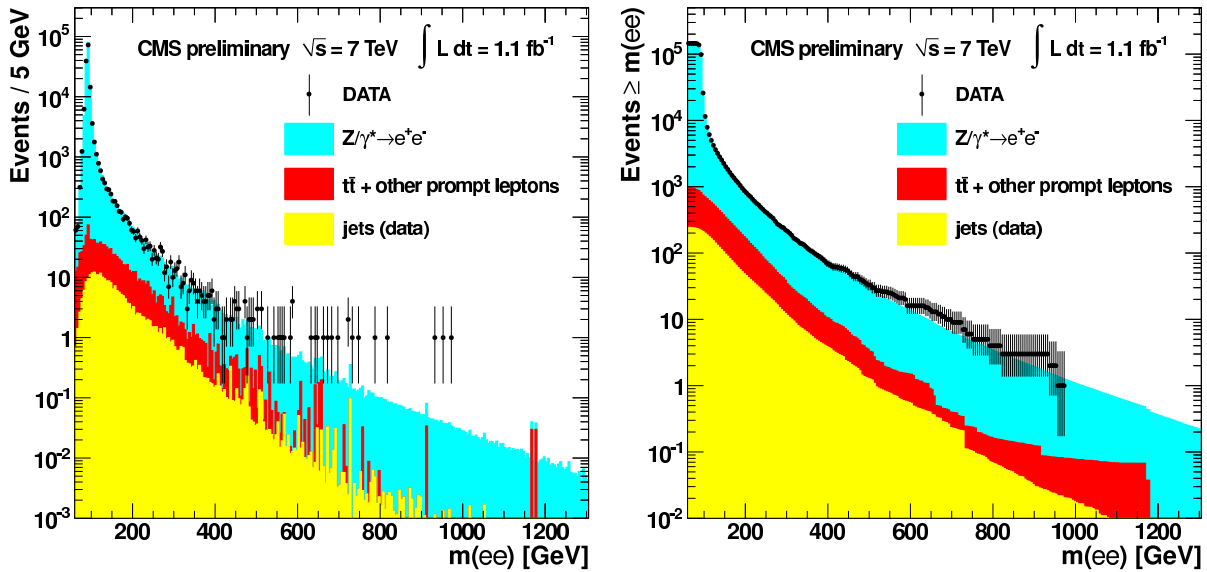 CMS preliminary √s = 7 TeV ∫ L dt = 1.1 fb⁻¹
DATA
Z/γ*→e⁺e⁻
tt̄ + other prompt leptons
jets (data)
Events / 5 GeV
10⁵
10⁴
10³
10²
10
1
10⁻¹
10⁻²
10⁻³
200 400 600 800 1000 1200
m(ee) [GeV]
CMS preliminary √s = 7 TeV ∫ L dt = 1.1 fb⁻¹
DATA
Z/γ*→e⁺e⁻
tt̄ + other prompt leptons
jets (data)
Events ≥ m(ee)
10⁵
10⁴
10³
10²
10
1
10⁻¹
10⁻²
200 400 600 800 1000 1200
m(ee) [GeV]